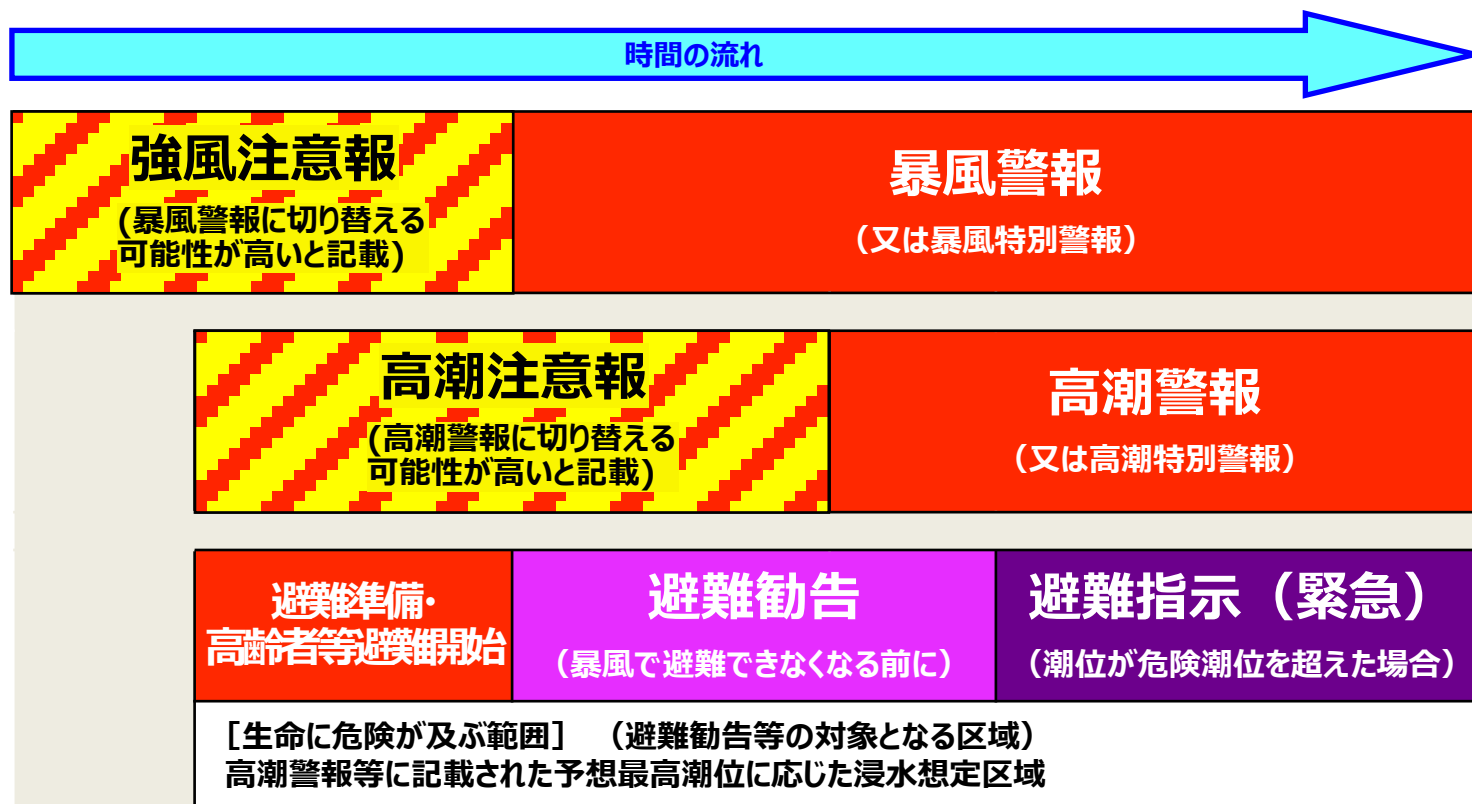 時間の流れ
強風注意報
(暴風警報に切り替える
可能性が高いと記載)
暴風警報
（又は暴風特別警報）
高潮注意報
(高潮警報に切り替える
可能性が高いと記載)
高潮警報
（又は高潮特別警報）
避難準備・
高齢者等避難開始
避難勧告
（暴風で避難できなくなる前に）
避難指示（緊急）
（潮位が危険潮位を超えた場合）
［生命に危険が及ぶ範囲］　（避難勧告等の対象となる区域）
高潮警報等に記載された予想最高潮位に応じた浸水想定区域